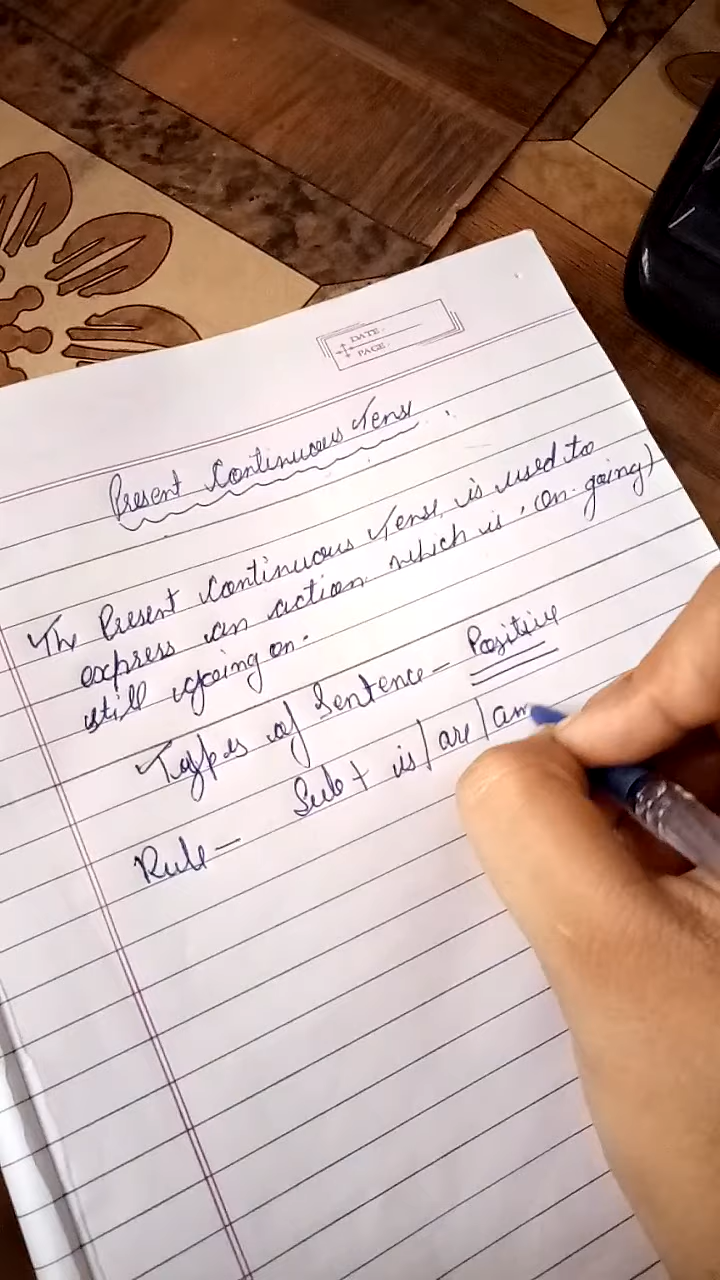 DATE:
PAGE:
Present Continuous Tense.
The Present Continuous Tense is used to
express an action which is (on-going)
still going on.
Types of Sentence - Positive
Rule - Sub + is/are/am